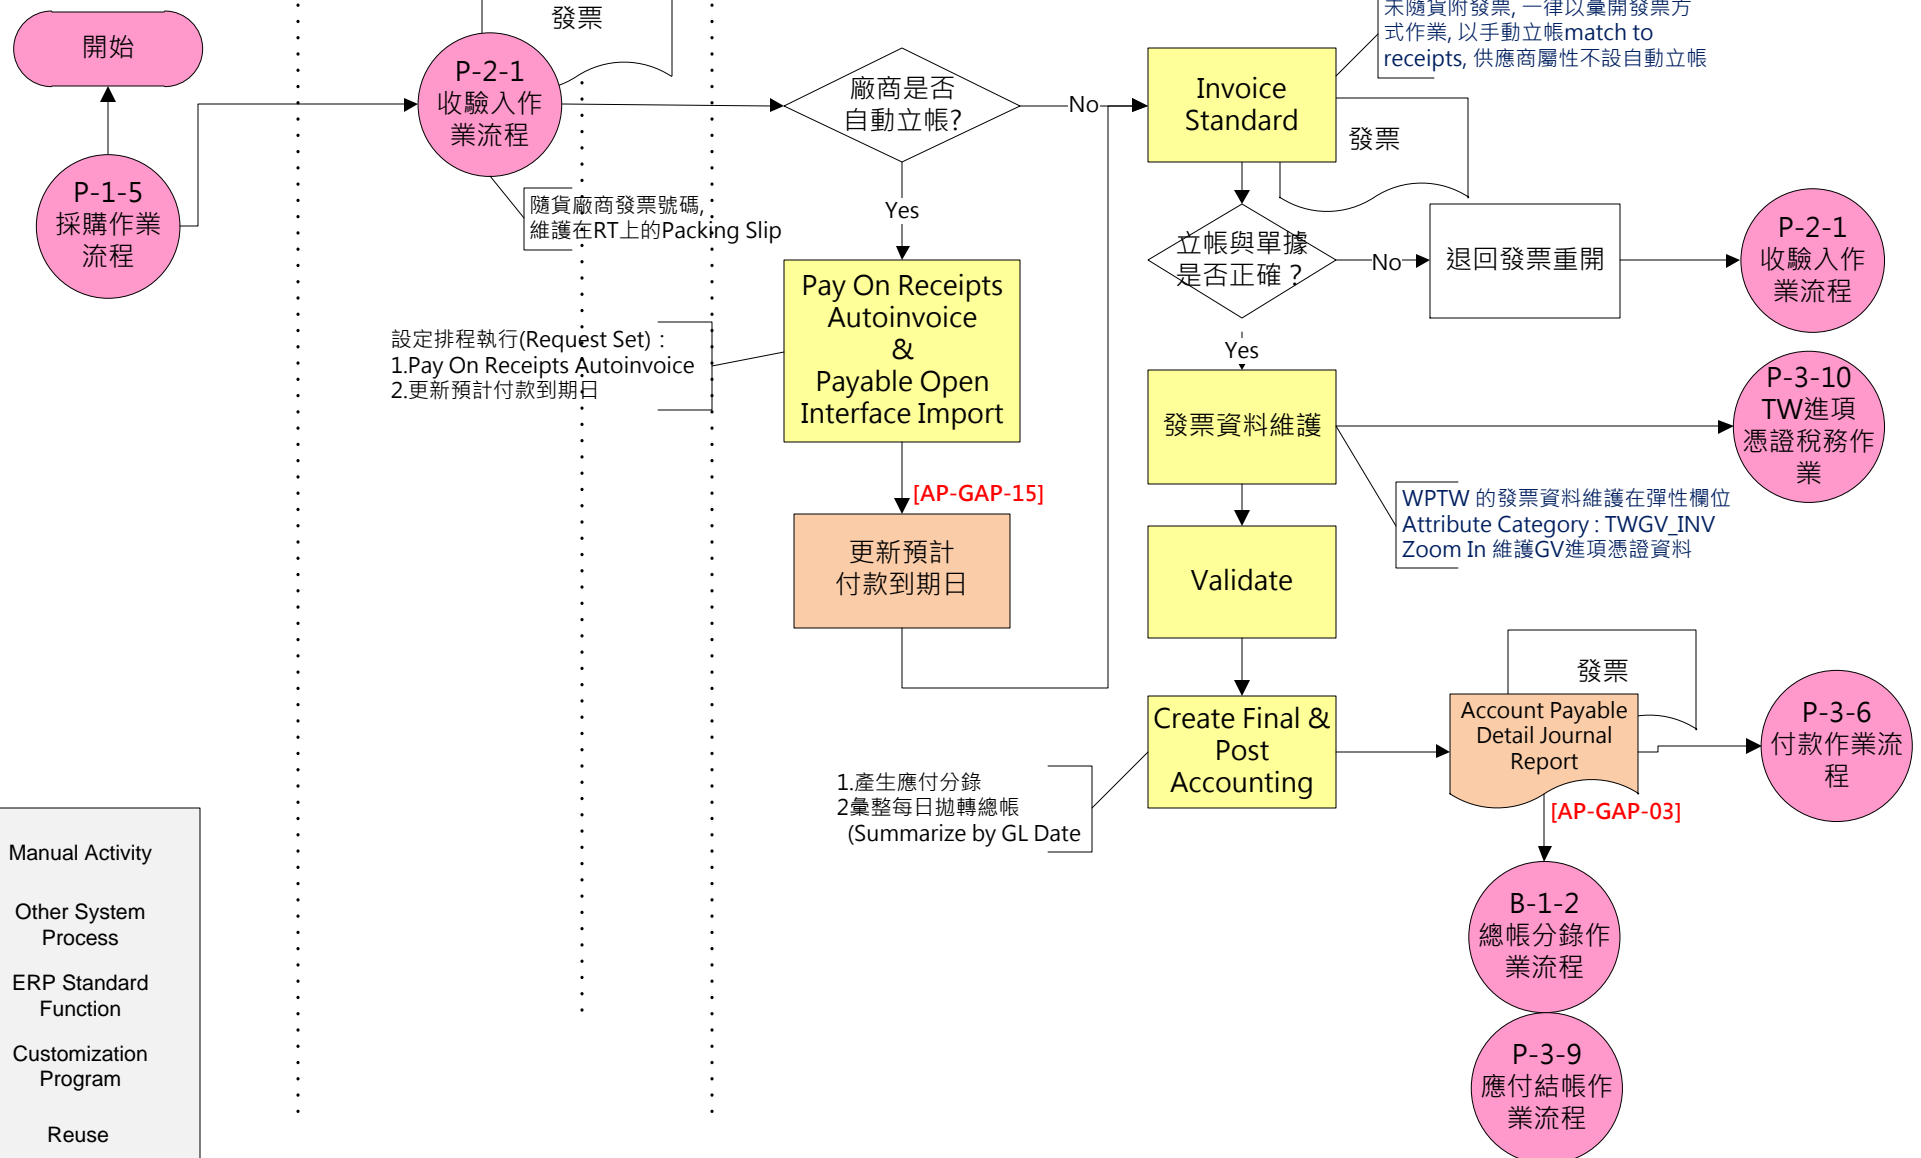 開始
發票
P-2-1
收驗入作
業流程
未隨貨附發票, 一律以彙開發票方
式作業, 以手動立帳match to
receipts, 供應商屬性不設自動立帳
廠商是否
自動立帳?
No
Invoice
Standard
發票
P-1-5
採購作業
流程
隨貨廠商發票號碼,
維護在RT上的Packing Slip
Yes
立帳與單據
是否正確？
No
退回發票重開
P-2-1
收驗入作
業流程
Pay On Receipts
Autoinvoice
&
Payable Open
Interface Import
設定排程執行(Request Set) :
1.Pay On Receipts Autoinvoice
2.更新預計付款到期日
Yes
發票資料維護
P-3-10
TW進項
憑證稅務作
業
[AP-GAP-15]
WPTW 的發票資料維護在彈性欄位
Attribute Category : TWGV_INV
Zoom In 維護GV進項憑證資料
更新預計
付款到期日
Validate
發票
Create Final &
Post
Accounting
Account Payable
Detail Journal
Report
P-3-6
付款作業流
程
1.產生應付分錄
2彙整每日拋轉總帳
(Summarize by GL Date
[AP-GAP-03]
Manual Activity
Other System
Process
ERP Standard
Function
Customization
Program
Reuse
B-1-2
總帳分錄作
業流程
P-3-9
應付結帳作
業流程